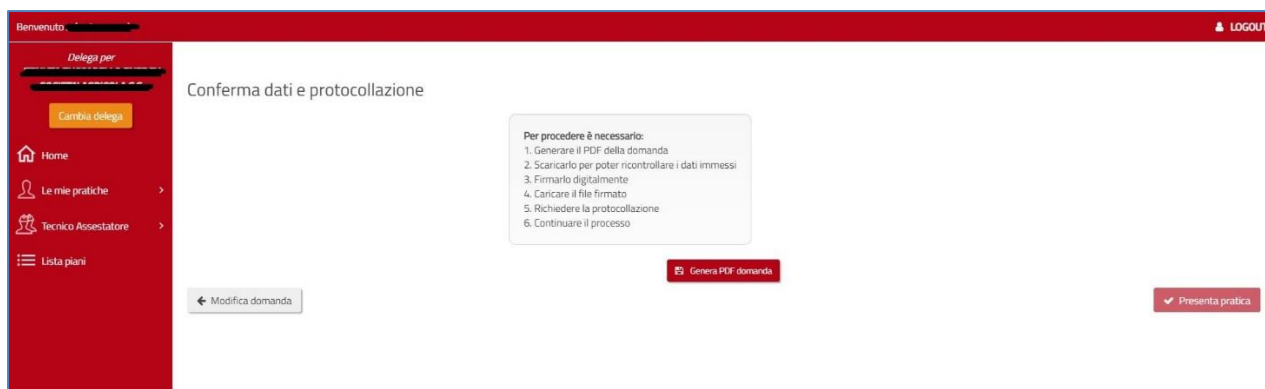 Benvenuto
LOGOUT
Delega per
Cambia delega
Home
Le mie pratiche
Tecnico Assestatore
Lista piani
Conferma dati e protocollazione
Per procedere è necessario:
1. Generare il PDF della domanda
2. Scaricarlo per poter ricontrollare i dati immessi
3. Firmarlo digitalmente
4. Caricare il file firmato
5. Richiedere la protocollazione
6. Continuare il processo
Genera PDF domanda
Modifica domanda
Presenta pratica